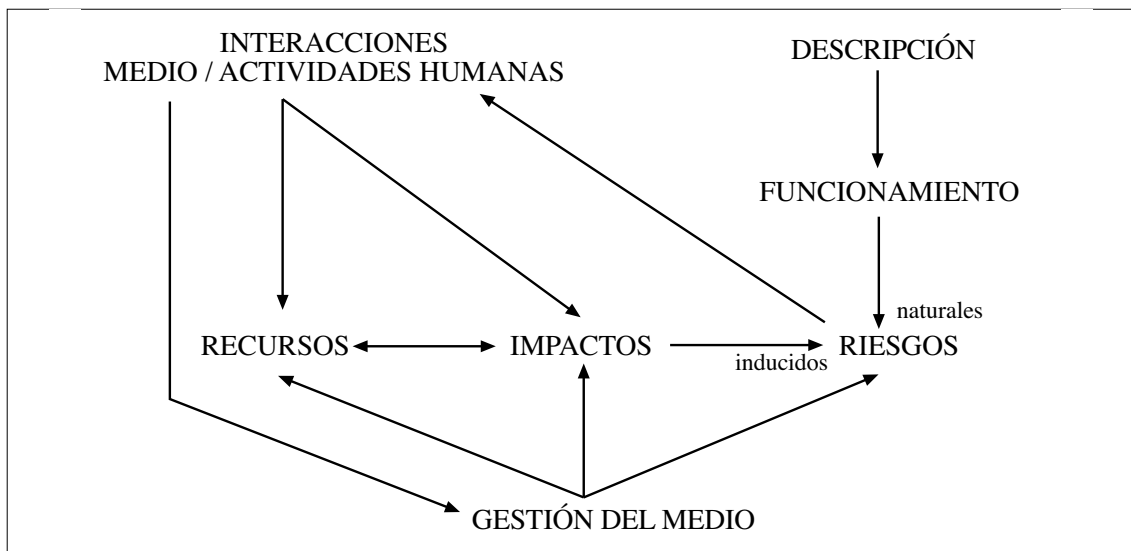 INTERACCIONES
MEDIO / ACTIVIDADES HUMANAS
DESCRIPCIÓN
FUNCIONAMIENTO
naturales
RECURSOS
IMPACTOS
inducidos
RIESGOS
GESTIÓN DEL MEDIO